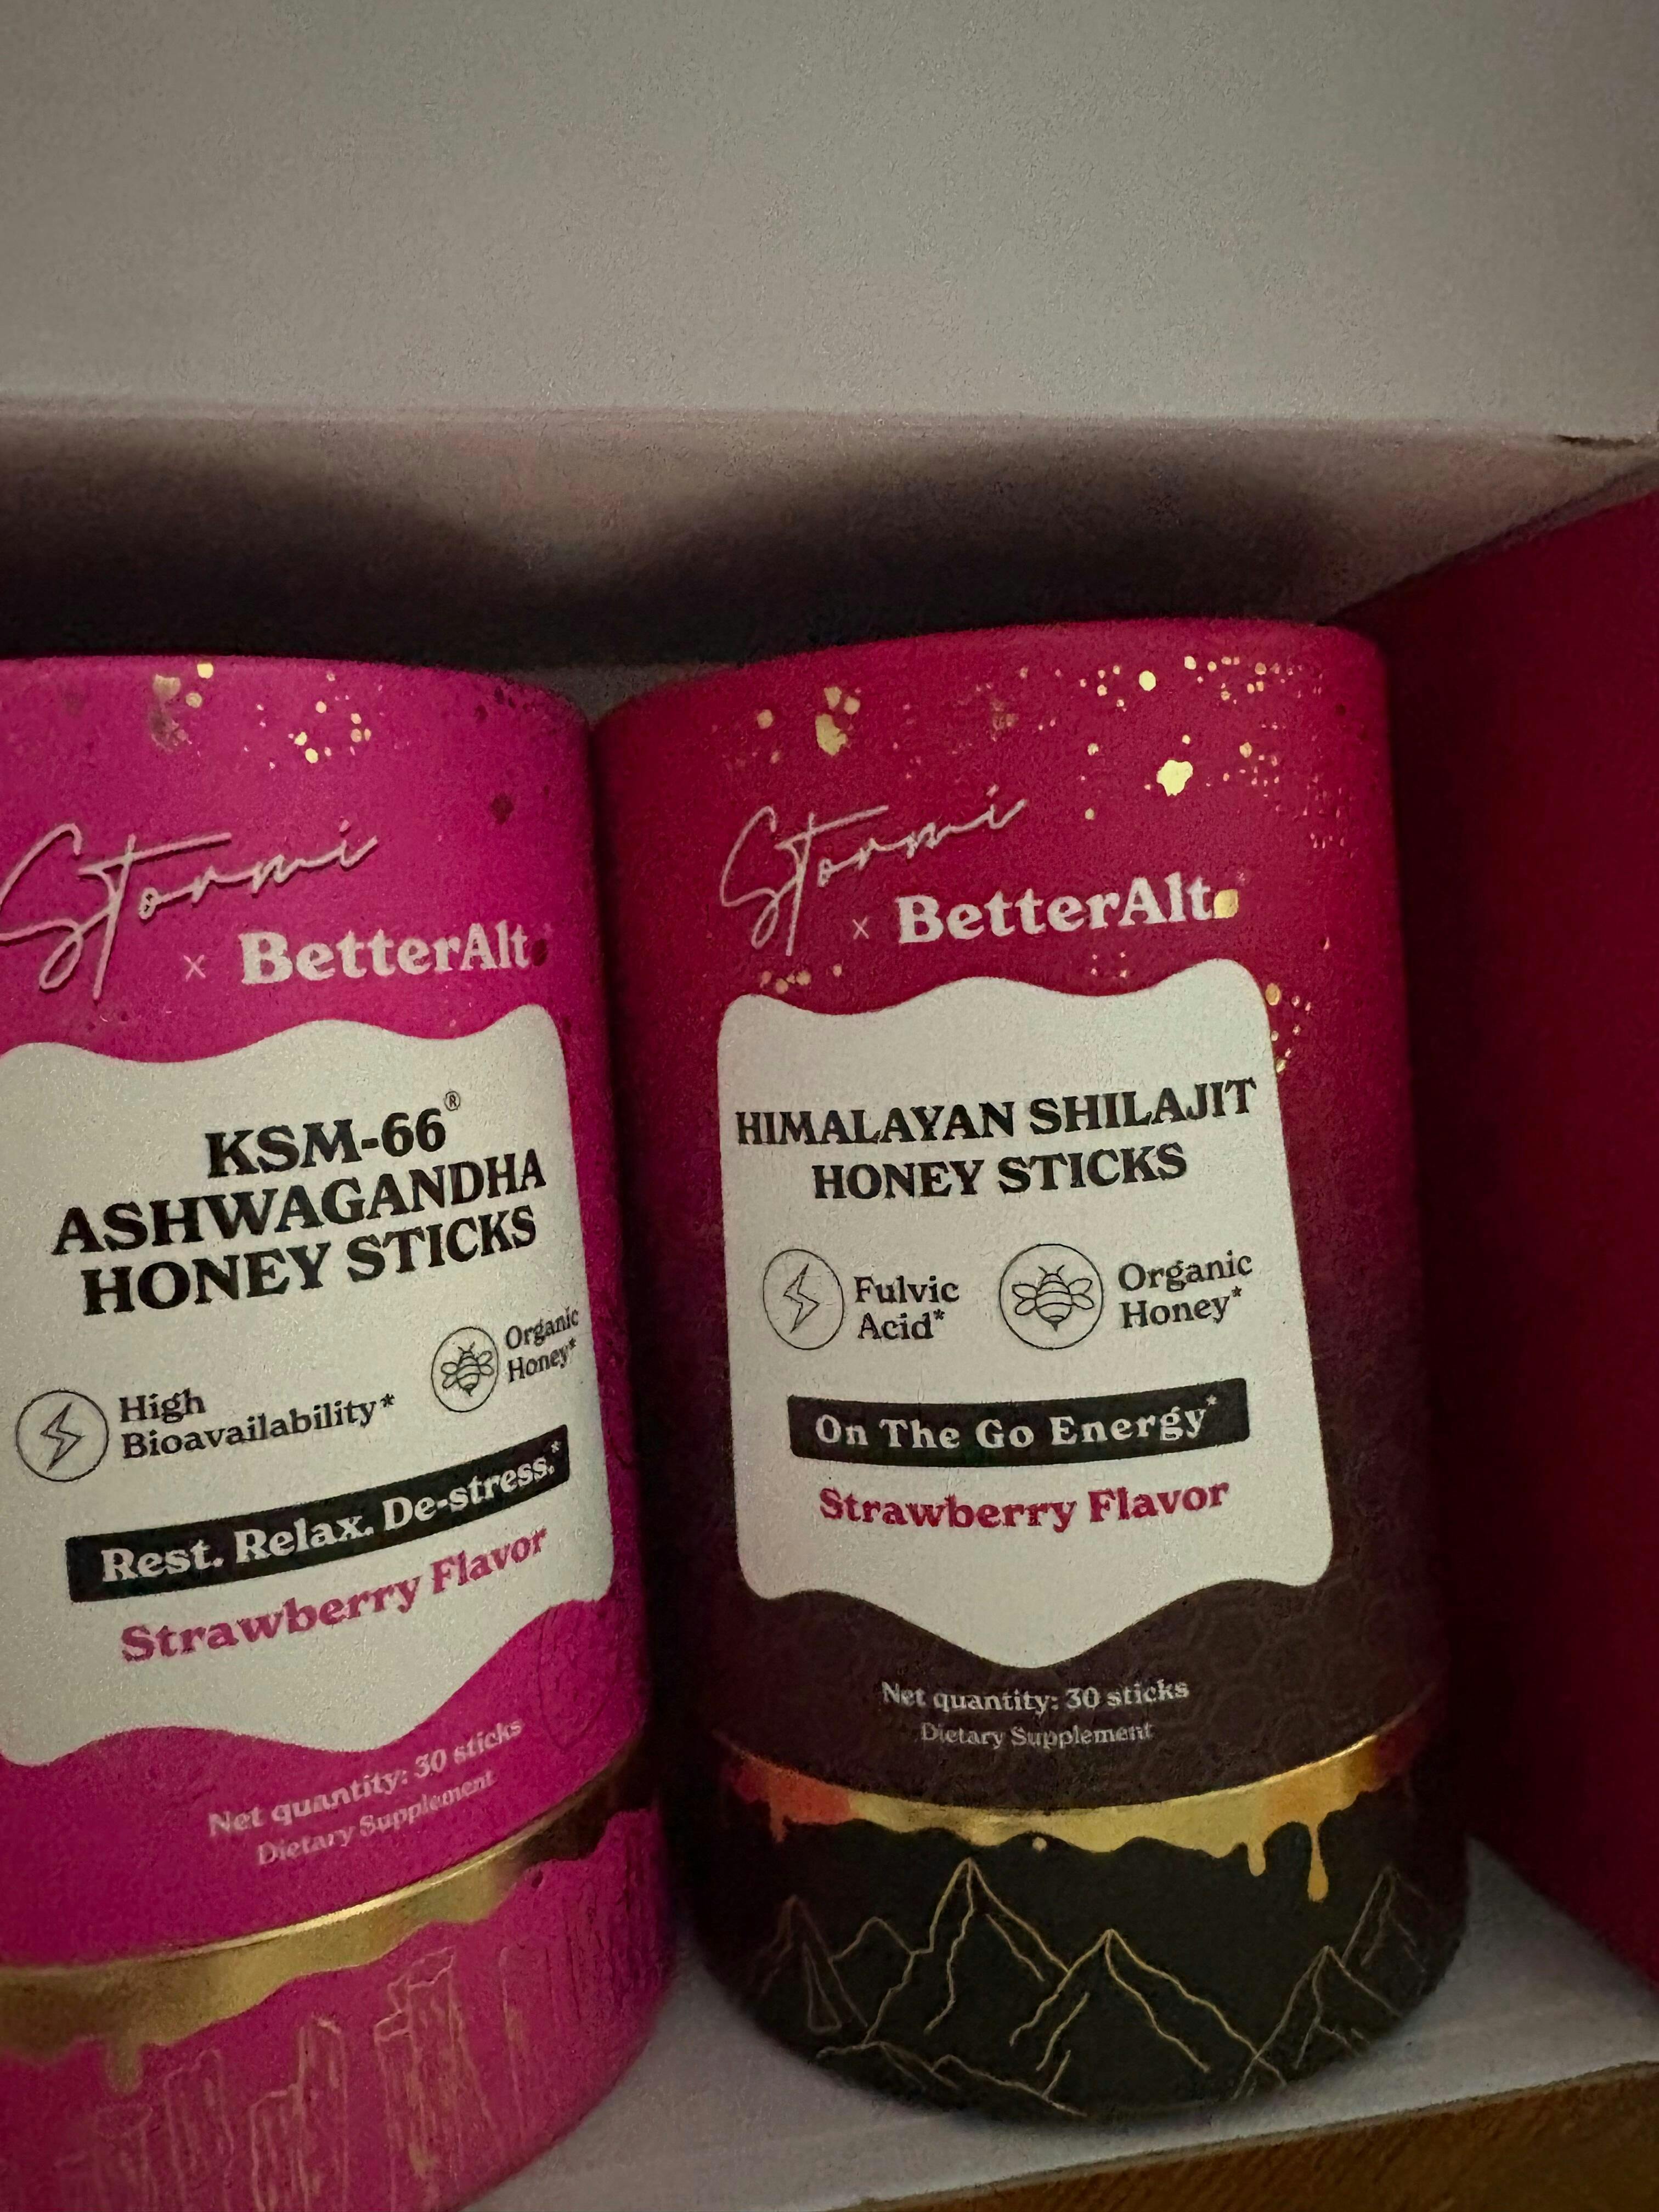 Stormi
x BetterAlt.
KSM-66®
ASHWAGANDHA
HONEY STICKS
High
Bioavailability*
Organic
Honey*
Rest. Relax. De-stress.*
Strawberry Flavor
Net quantity: 30 sticks
Dietary Supplement
Stormi
x BetterAlt.
HIMALAYAN SHILAJIT
HONEY STICKS
Fulvic
Acid*
Organic
Honey*
On The Go Energy*
Strawberry Flavor
Net quantity: 30 sticks
Dietary Supplement